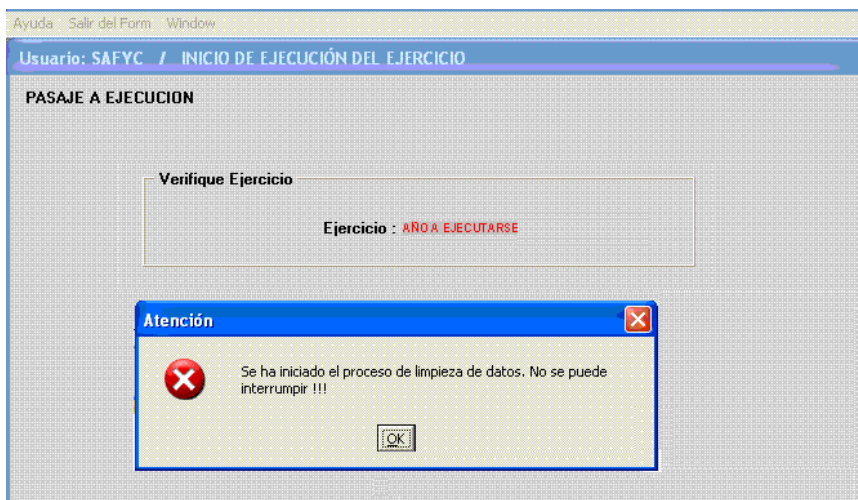 Ayuda Salir del Form Window
Usuario: SAFYC / INICIO DE EJECUCIÓN DEL EJERCICIO
PASAJE A EJECUCION
Verifique Ejercicio
Ejercicio : AÑO A EJECUTARSE
Atención
Se ha iniciado el proceso de limpieza de datos. No se puede
interrumpir !!!
OK